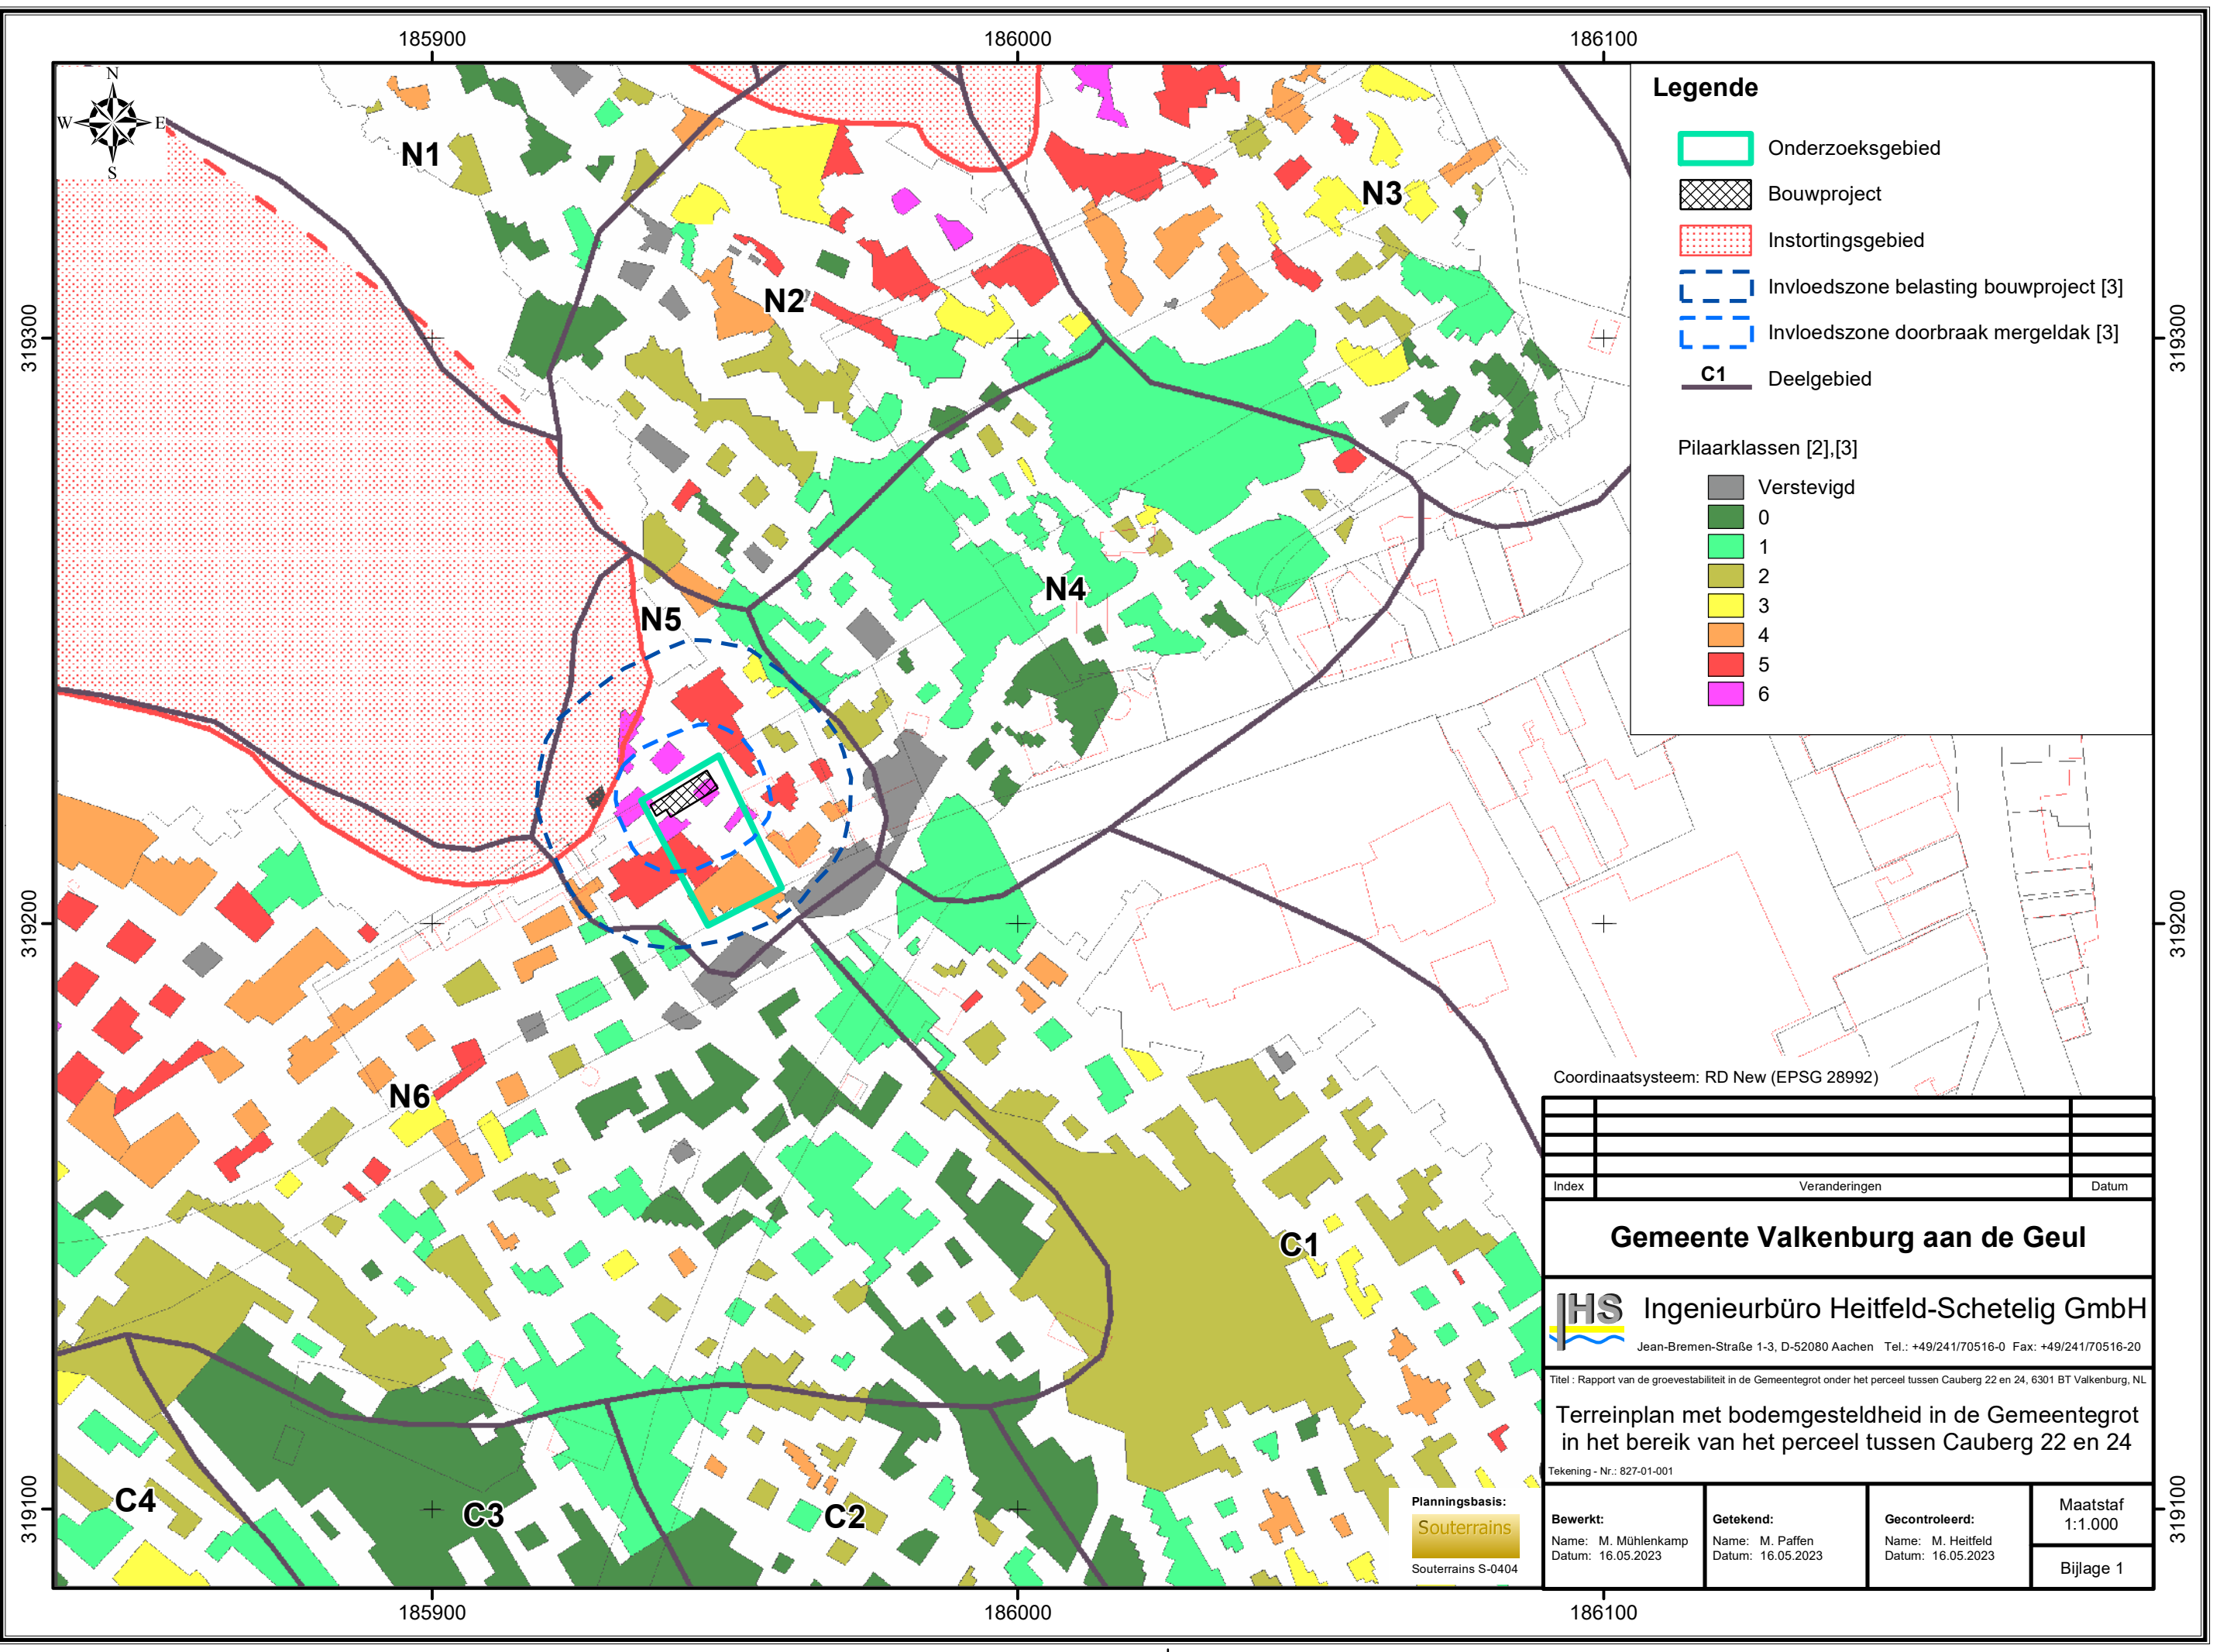 185900 186000 186100
N
W E
S
319300
319200
319100
319300
319200
319100
N1
N2
N3
N4
N5
N6
C1
C2
C3
C4
Legende
Onderzoeksgebied
Bouwproject
Instortingsgebied
Invloedszone belasting bouwproject [3]
Invloedszone doorbraak mergeldak [3]
C1 Deelgebied
Pilaarklassen [2],[3]
Verstevigd
0
1
2
3
4
5
6
Coordinaatsysteem: RD New (EPSG 28992)
Index Veranderingen Datum
Gemeente Valkenburg aan de Geul
IHS Ingenieurbüro Heitfeld-Schetelig GmbH
Jean-Bremen-Straße 1-3, D-52080 Aachen Tel.: +49/241/70516-0 Fax: +49/241/70516-20
Titel : Rapport van de groevestabiliteit in de Gemeentegrot onder het perceel tussen Cauberg 22 en 24, 6301 BT Valkenburg, NL
Terreinplan met bodemgesteldheid in de Gemeentegrot
in het bereik van het perceel tussen Cauberg 22 en 24
Tekening - Nr.: 827-01-001
Planningsbasis:
Souterrains
Souterrains S-0404
Bewerkt:
Name: M. Mühlenkamp
Datum: 16.05.2023
Getekend:
Name: M. Paffen
Datum: 16.05.2023
Gecontroleerd:
Name: M. Heitfeld
Datum: 16.05.2023
Maatstaf
1:1.000
Bijlage 1
185900 186000 186100